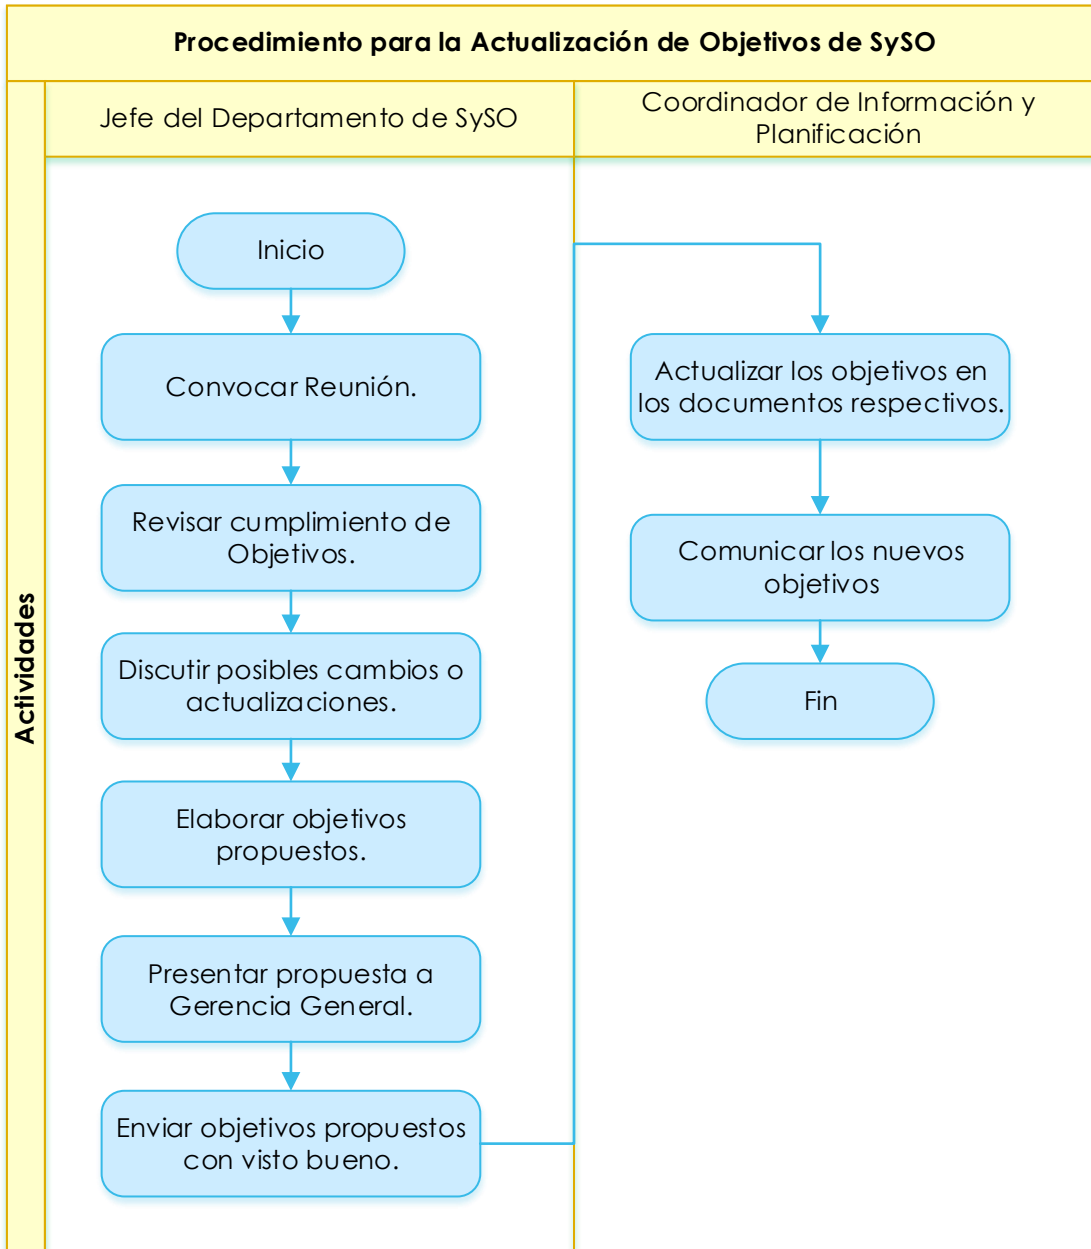 Procedimiento para la Actualización de Objetivos de SySO
Actividades
Jefe del Departamento de SySO
Coordinador de Información y
Planificación
Inicio
Convocar Reunión.
Revisar cumplimiento de
Objetivos.
Discutir posibles cambios o
actualizaciones.
Elaborar objetivos
propuestos.
Presentar propuesta a
Gerencia General.
Enviar objetivos propuestos
con visto bueno.
Actualizar los objetivos en
los documentos respectivos.
Comunicar los nuevos
objetivos
Fin